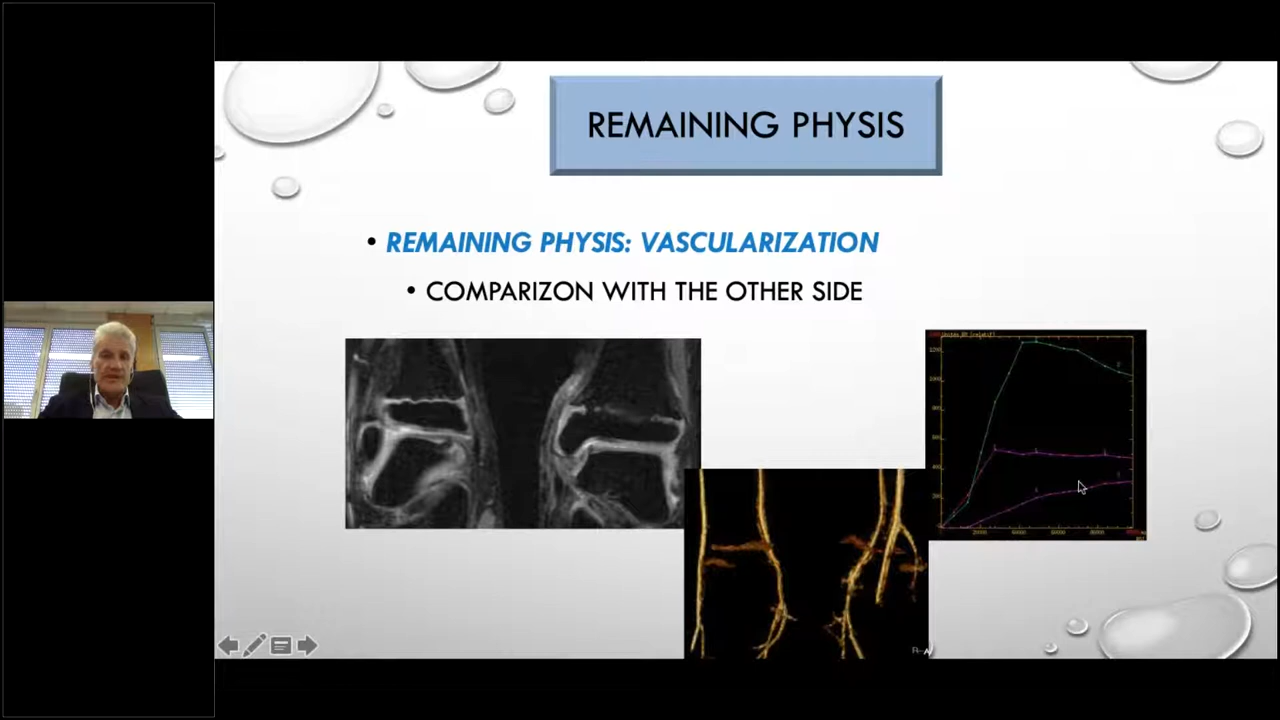 REMAINING PHYSIS
• REMAINING PHYSIS: VASCULARIZATION
• COMPARIZON WITH THE OTHER SIDE